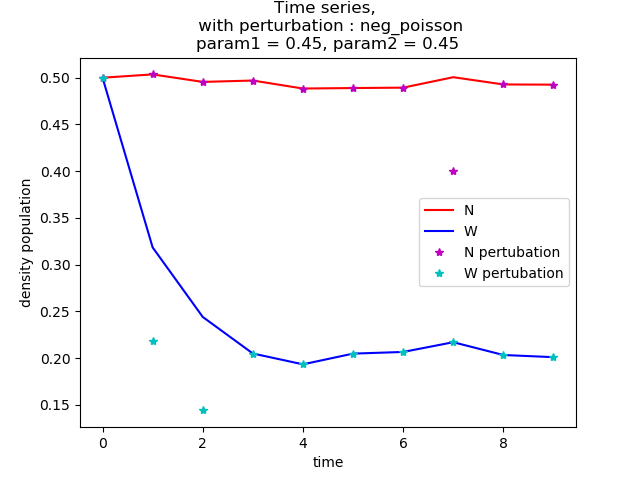 Time series,
with perturbation : neg_poisson
param1 = 0.45, param2 = 0.45
density population
0.50
0.45
0.40
0.35
0.30
0.25
0.20
0.15
N
W
N pertubation
W pertubation
0
2
4
6
8
time